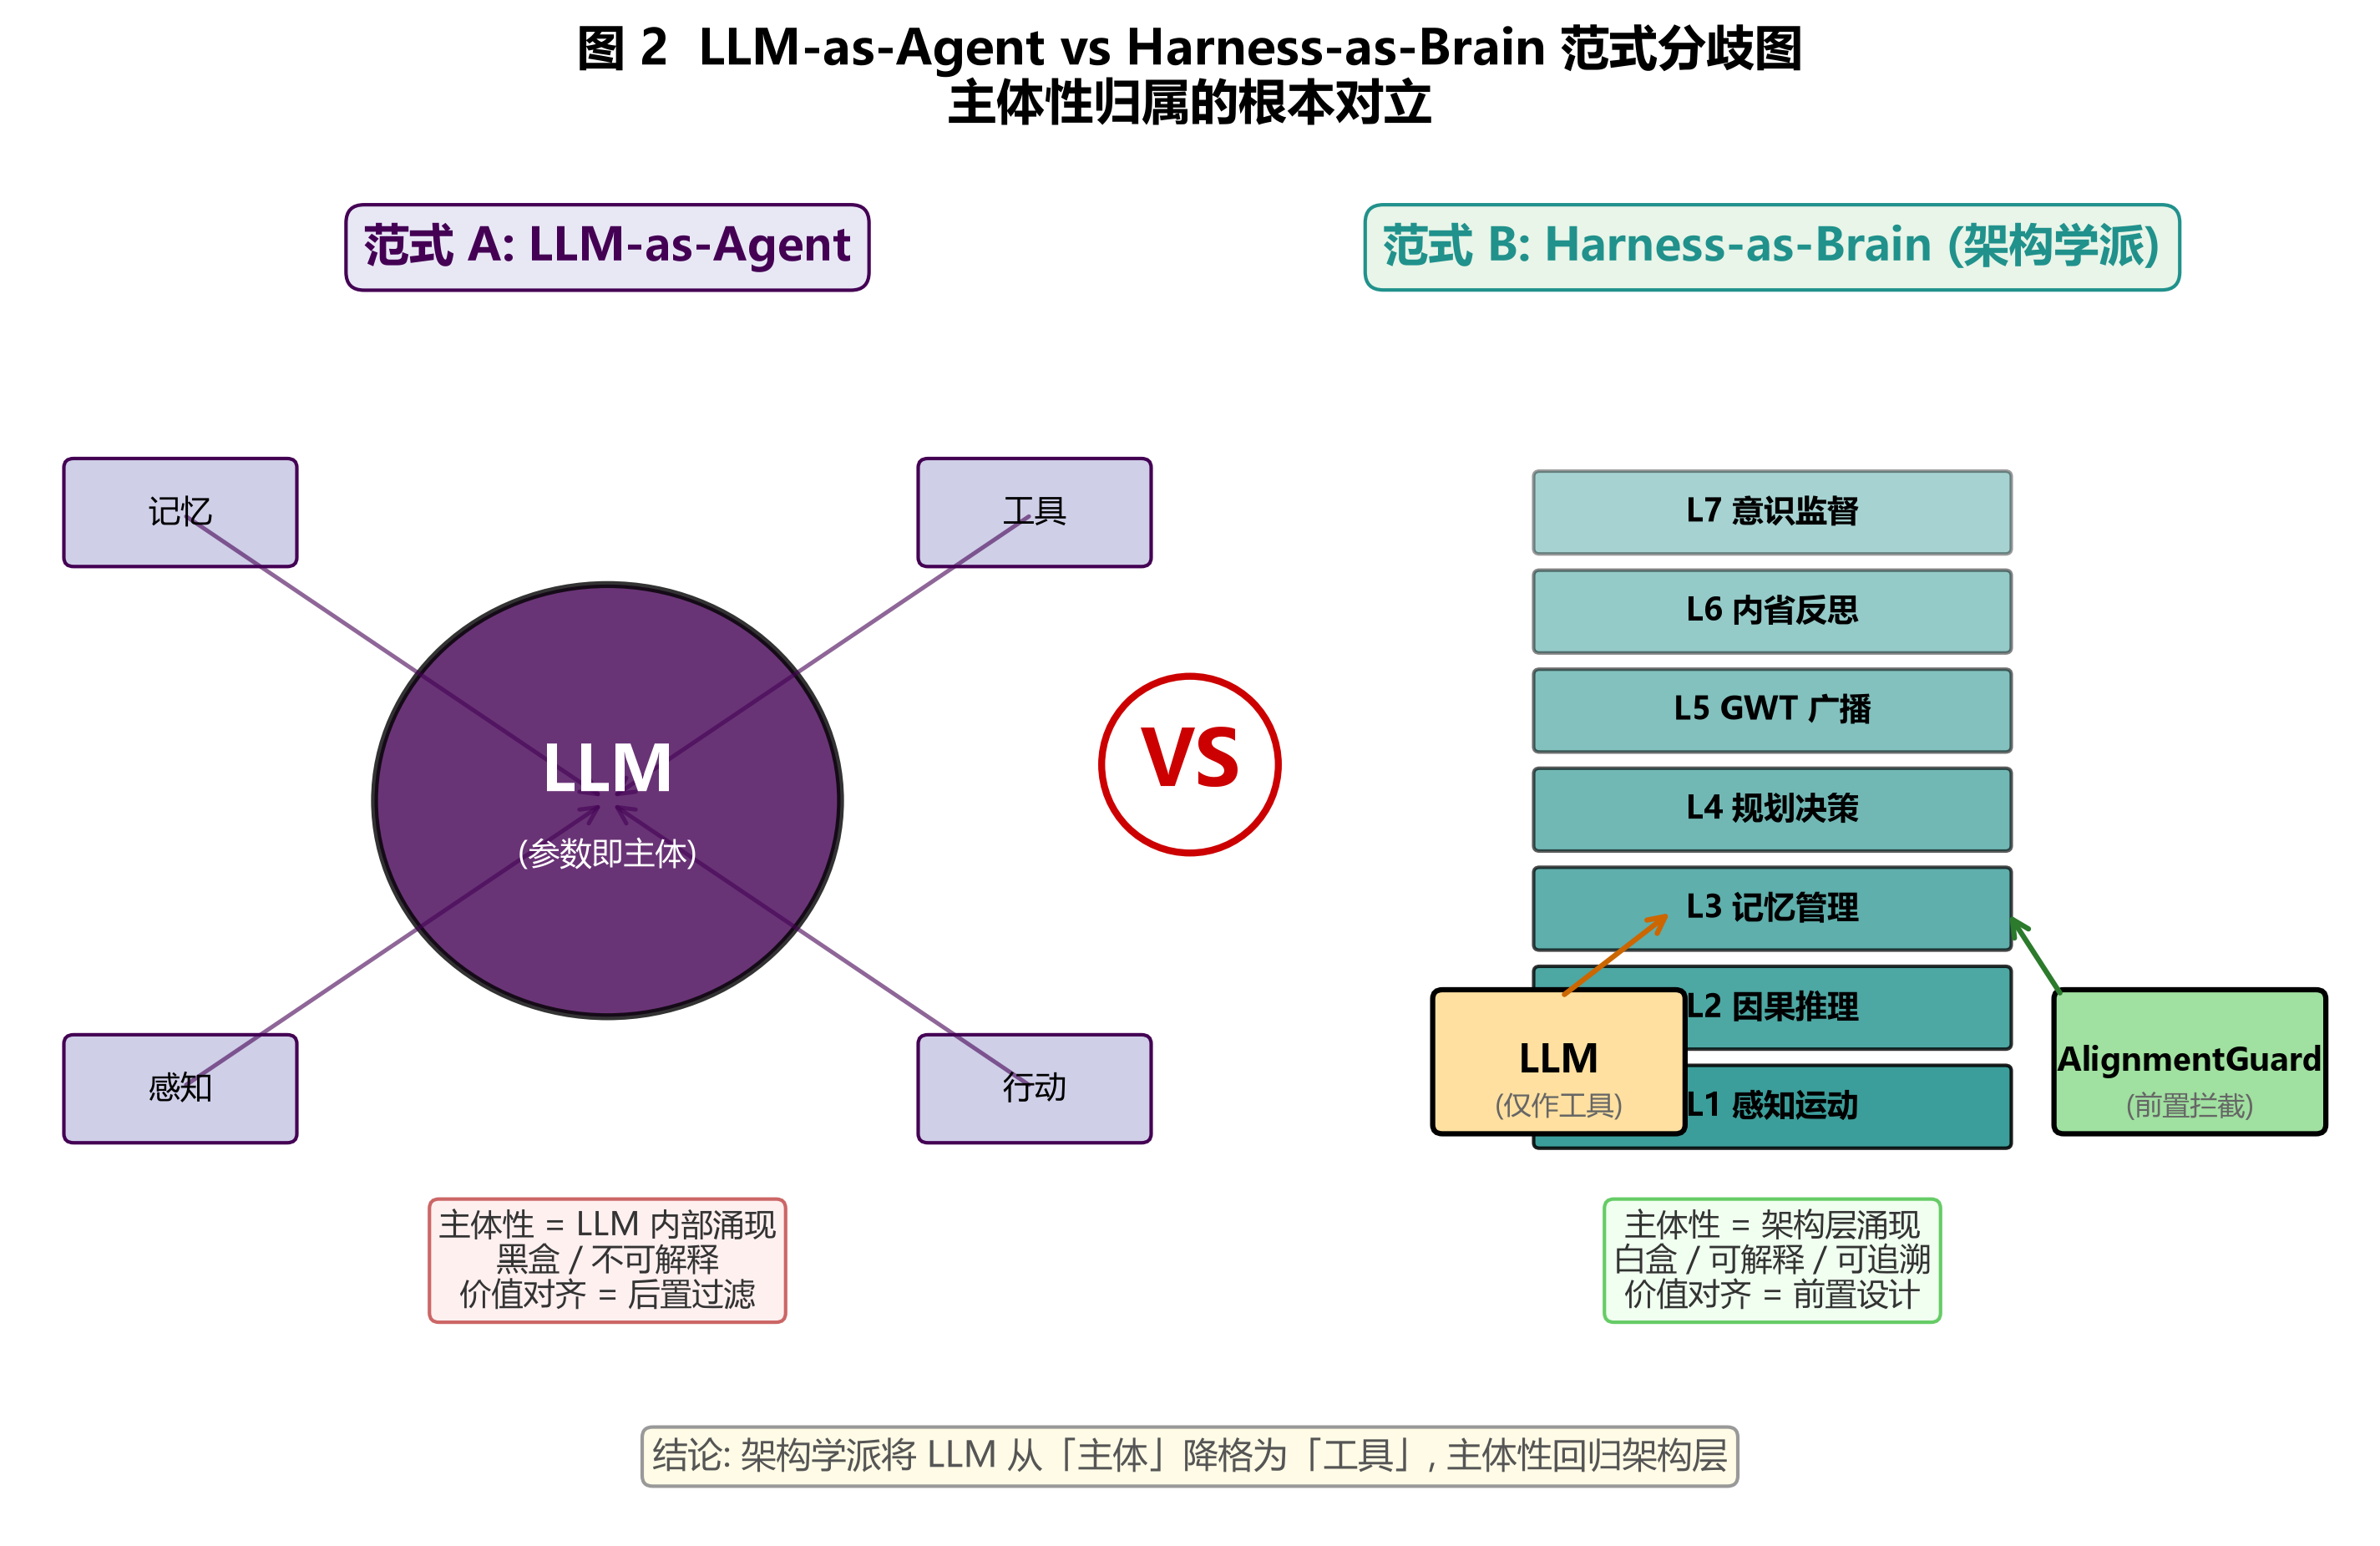 图 2 LLM-as-Agent vs Harness-as-Brain 范式分歧图
主体性归属的根本对立
范式 A: LLM-as-Agent
记忆
工具
LLM
(参数即主体)
感知
行动
主体性 = LLM 内部涌现
黑盒 / 不可解释
价值对齐 = 后置过滤
VS
范式 B: Harness-as-Brain (架构学派)
L7 意识监督
L6 内省反思
L5 GWT 广播
L4 规划决策
L3 记忆管理
L2 因果推理
L1 感知运动
LLM
(仅作工具)
AlignmentGuard
(前置拦截)
主体性 = 架构层涌现
白盒 / 可解释 / 可追溯
价值对齐 = 前置设计
结论: 架构学派将 LLM 从「主体」降格为「工具」, 主体性回归架构层